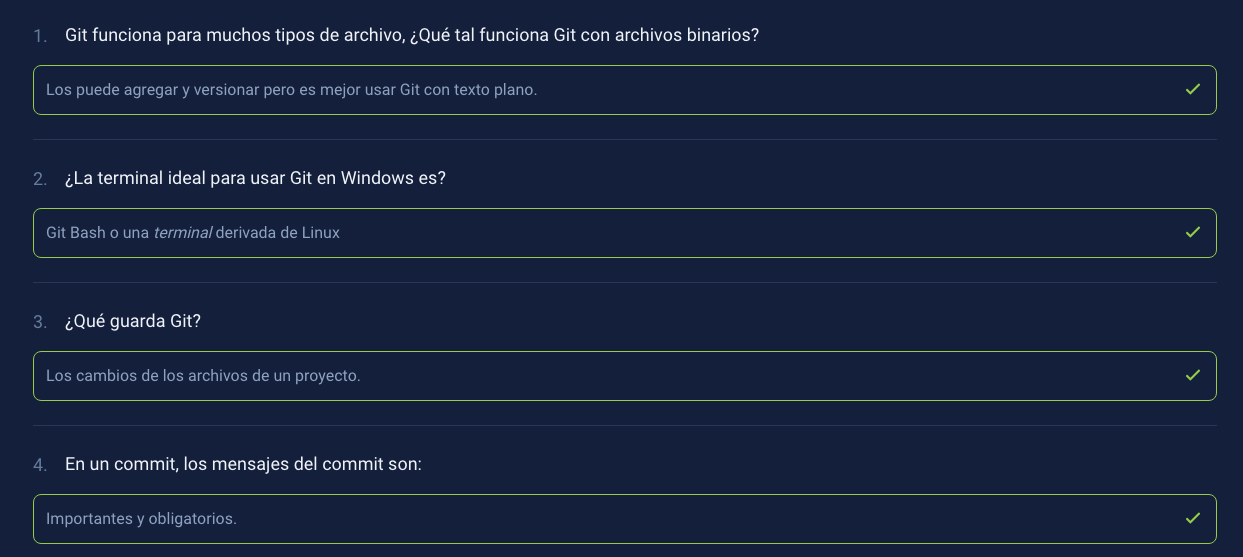 1. Git funciona para muchos tipos de archivo, ¿Qué tal funciona Git con archivos binarios?
Los puede agregar y versionar pero es mejor usar Git con texto plano.
2. ¿La terminal ideal para usar Git en Windows es?
Git Bash o una terminal derivada de Linux
3. ¿Qué guarda Git?
Los cambios de los archivos de un proyecto.
4. En un commit, los mensajes del commit son:
Importantes y obligatorios.